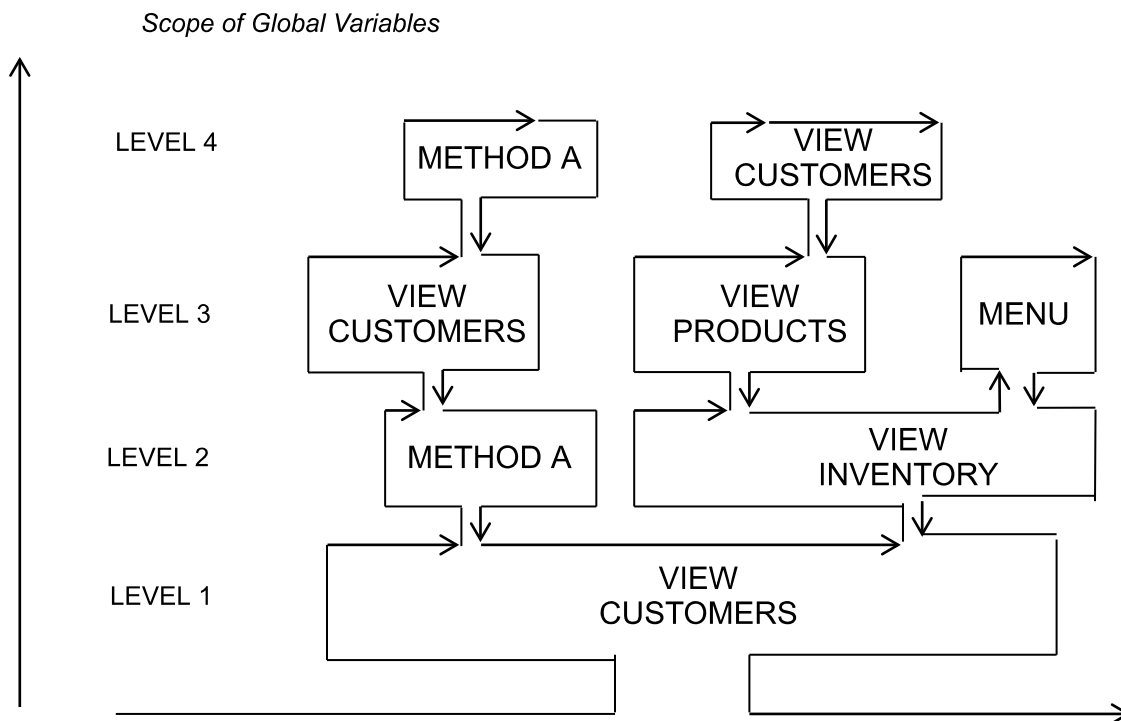 Scope of Global Variables
LEVEL 4
METHOD A
VIEW
CUSTOMERS
LEVEL 3
VIEW
CUSTOMERS
VIEW
PRODUCTS
MENU
LEVEL 2
METHOD A
VIEW
INVENTORY
LEVEL 1
VIEW
CUSTOMERS